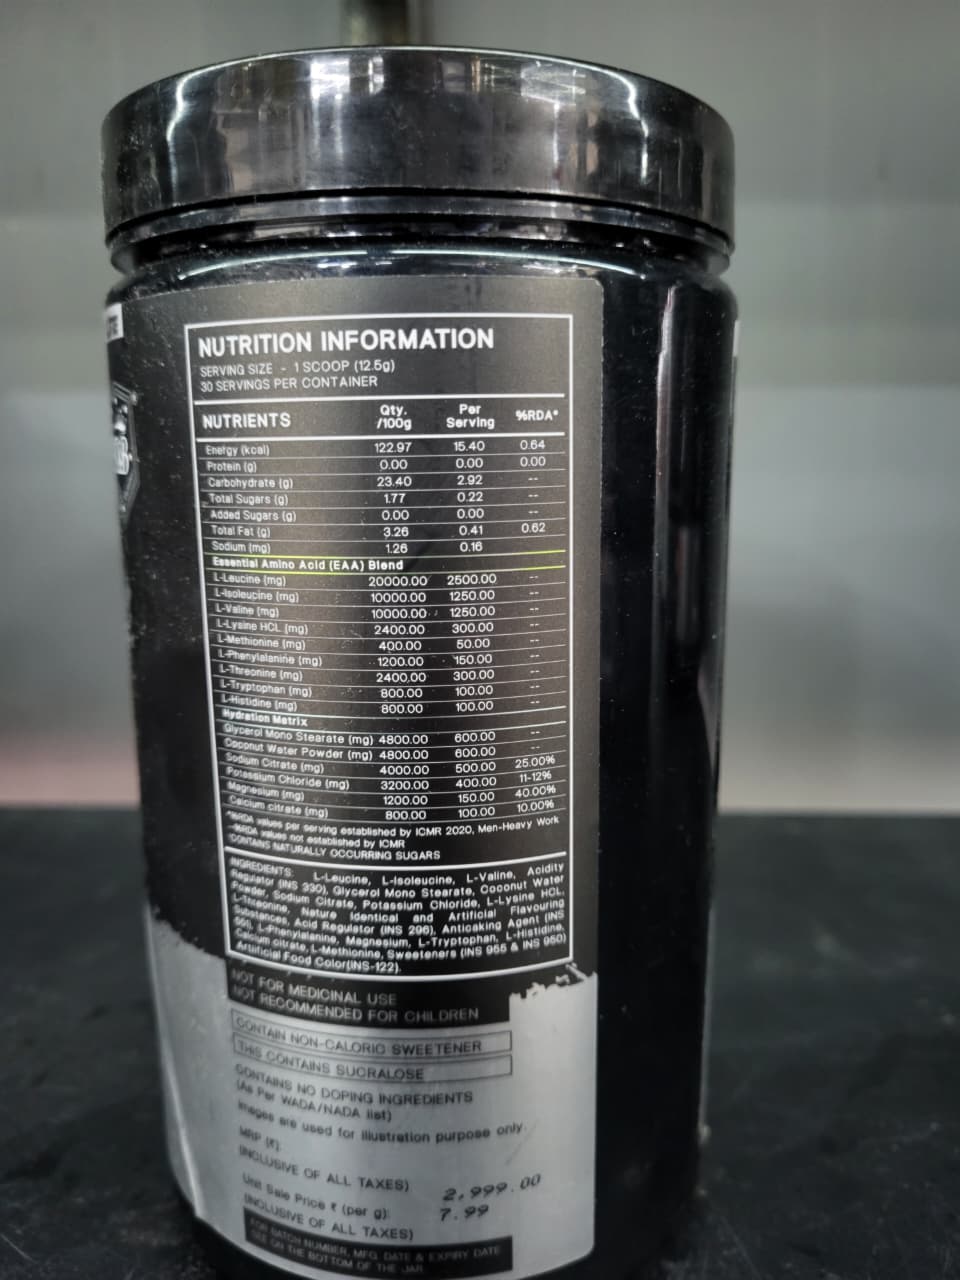 NUTRITION INFORMATION
SERVING SIZE - 1 SCOOP (12.5g)
30 SERVINGS PER CONTAINER
NUTRIENTS Qty. /100g Per Serving %RDA*
Energy (kcal) 122.97 15.40 0.64
Protein (g) 0.00 0.00 0.00
Carbohydrate (g) 23.40 2.92 --
Total Sugars (g) 1.77 0.22 --
Added Sugars (g) 0.00 0.00 --
Total Fat (g) 3.26 0.41 0.62
Sodium (mg) 1.26 0.16
Essential Amino Acid (EAA) Blend
L-Leucine (mg) 20000.00 2500.00 --
L-Isoleucine (mg) 10000.00 1250.00 --
L-Valine (mg) 10000.00 1250.00 --
L-Lysine HCL (mg) 2400.00 300.00 --
L-Methionine (mg) 400.00 50.00 --
L-Phenylalanine (mg) 1200.00 150.00 --
L-Threonine (mg) 2400.00 300.00 --
L-Tryptophan (mg) 800.00 100.00 --
L-Histidine (mg) 800.00 100.00 --
Hydration Matrix
Glycerol Mono Stearate (mg) 4800.00 600.00 --
Coconut Water Powder (mg) 4800.00 600.00 --
Sodium Citrate (mg) 4000.00 500.00 25.00%
Potassium Chloride (mg) 3200.00 400.00 11-12%
Magnesium (mg) 1200.00 150.00 40.00%
Calcium citrate (mg) 800.00 100.00 10.00%
*%RDA values per serving established by ICMR 2020, Men-Heavy Work
--%RDA values not established by ICMR
*CONTAINS NATURALLY OCCURRING SUGARS
INGREDIENTS: L-Leucine, L-Isoleucine, L-Valine, Acidity
Regulator (INS 330), Glycerol Mono Stearate, Coconut Water
Powder, Sodium Citrate, Potassium Chloride, L-Lysine HCL,
L-Threonine, Nature Identical and Artificial Flavouring
Substances, Acid Regulator (INS 296), Anticaking Agent (INS
551), L-Phenylalanine, Magnesium, L-Tryptophan, L-Histidine,
Calcium citrate, L-Methionine, Sweeteners (INS 955 & INS 950)
Artificial Food Color(INS-122).
NOT FOR MEDICINAL USE
NOT RECOMMENDED FOR CHILDREN
CONTAIN NON-CALORIC SWEETENER
THIS CONTAINS SUCRALOSE
CONTAINS NO DOPING INGREDIENTS
(As Per WADA/NADA list)
Images are used for illustration purpose only.
MRP (₹):
(INCLUSIVE OF ALL TAXES) 2,999.00
Unit Sale Price ₹ (per g): 7.99
(INCLUSIVE OF ALL TAXES)
FOR BATCH NUMBER, MFG. DATE & EXPIRY DATE
SEE ON THE BOTTOM OF THE JAR